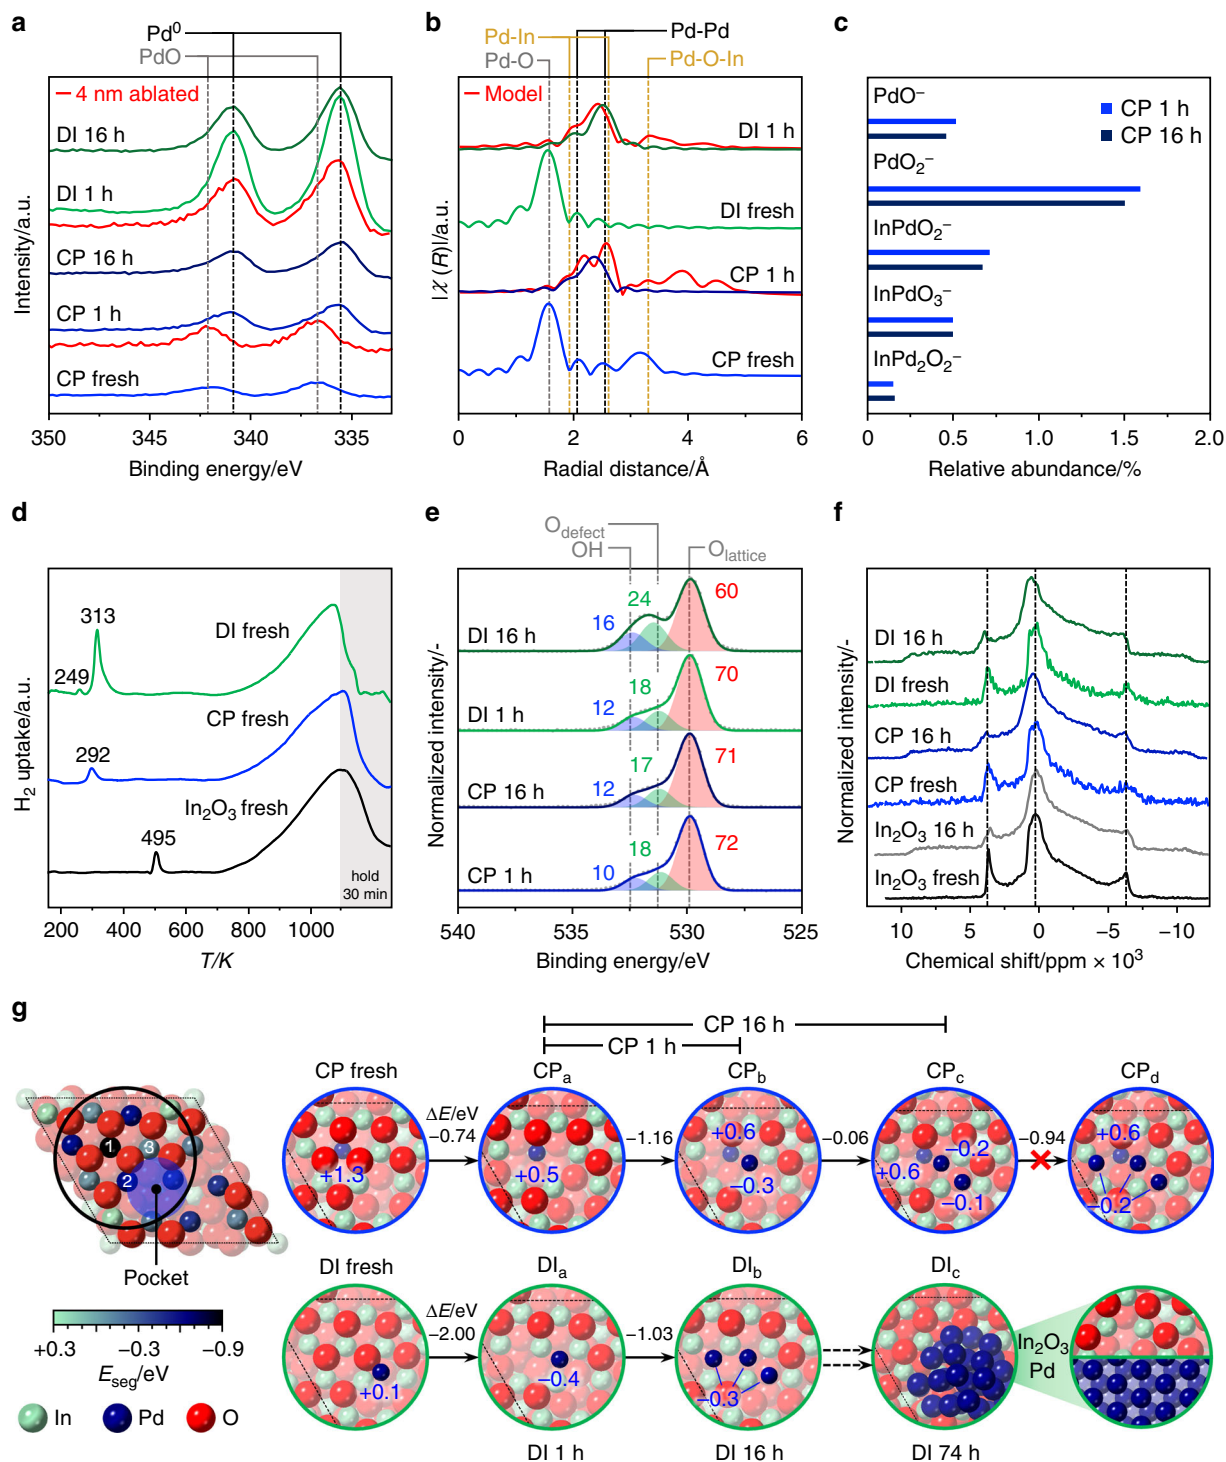 a
Pd⁰
PdO
4 nm ablated
DI 16 h
DI 1 h
CP 16 h
CP 1 h
CP fresh
Intensity/a.u.
350
345
340
335
Binding energy/eV
b
Pd-In
Pd-Pd
Pd-O
Pd-O-In
Model
DI 1 h
DI fresh
CP 1 h
CP fresh
|χ (R)|/a.u.
0
2
4
6
Radial distance/Å
c
PdO⁻
CP 1 h
CP 16 h
PdO₂⁻
InPdO₂⁻
InPdO₃⁻
InPd₂O₂⁻
0
0.5
1.0
1.5
2.0
Relative abundance/%
d
313
DI fresh
249
CP fresh
292
In₂O₃ fresh
495
hold
30 min
H₂ uptake/a.u.
200
400
600
800
1000
T/K
e
O_defect
OH
O_lattice
24
60
16
DI 16 h
18
70
12
DI 1 h
17
71
12
CP 16 h
18
72
10
CP 1 h
Normalized intensity/-
540
535
530
525
Binding energy/eV
f
DI 16 h
DI fresh
CP 16 h
CP fresh
In₂O₃ 16 h
In₂O₃ fresh
Normalized intensity/-
10
5
0
−5
−10
Chemical shift/ppm × 10³
g
CP 16 h
CP 1 h
CP fresh
CPₐ
CP_b
CP_c
CP_d
1
3
2
Pocket
ΔE/eV
−0.74
+1.3
+0.5
−1.16
+0.6
−0.3
−0.06
+0.6
−0.2
−0.1
−0.94
+0.6
−0.2
DI fresh
DIₐ
DI_b
DI_c
ΔE/eV
−2.00
+0.1
−0.4
−1.03
−0.3
In₂O₃
Pd
+0.3
−0.3
−0.9
E_seg/eV
In
Pd
O
DI 1 h
DI 16 h
DI 74 h